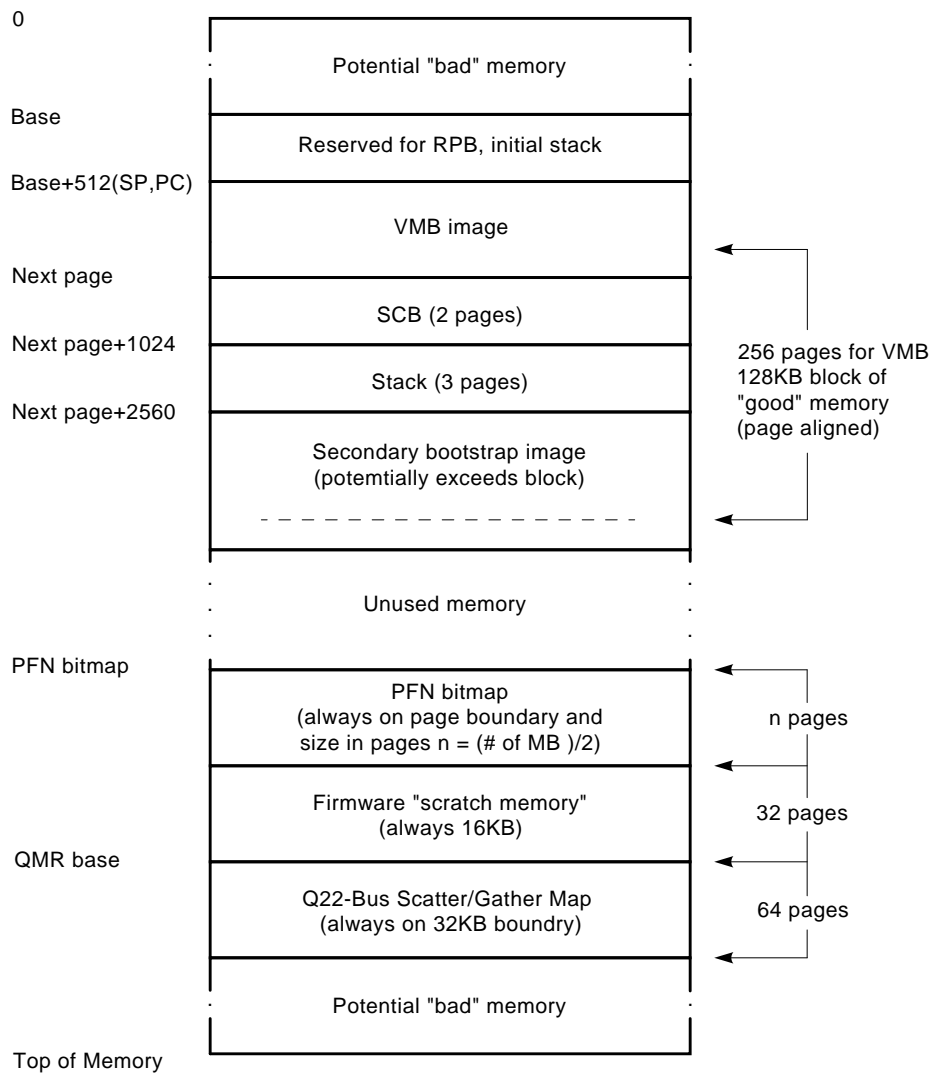 0
Potential "bad" memory
Base
Reserved for RPB, initial stack
Base+512(SP,PC)
VMB image
Next page
SCB (2 pages)
Next page+1024
256 pages for VMB
128KB block of
"good" memory
(page aligned)
Stack (3 pages)
Next page+2560
Secondary bootstrap image
(potemtially exceeds block)
Unused memory
PFN bitmap
PFN bitmap
(always on page boundary and
size in pages n = (# of MB )/2)
n pages
Firmware "scratch memory"
(always 16KB)
32 pages
QMR base
Q22-Bus Scatter/Gather Map
(always on 32KB boundry)
64 pages
Potential "bad" memory
Top of Memory